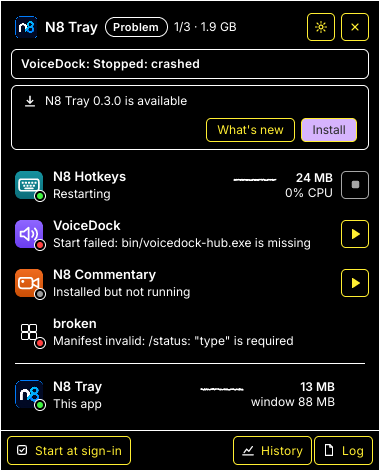 n8 N8 Tray Problem 1/3 · 1.9 GB
VoiceDock: Stopped: crashed
N8 Tray 0.3.0 is available
What's new Install
N8 Hotkeys 24 MB
Restarting 0% CPU
VoiceDock
Start failed: bin/voicedock-hub.exe is missing
N8 Commentary
Installed but not running
broken
Manifest invalid: /status: "type" is required
n8 N8 Tray 13 MB
This app window 88 MB
Start at sign-in History Log